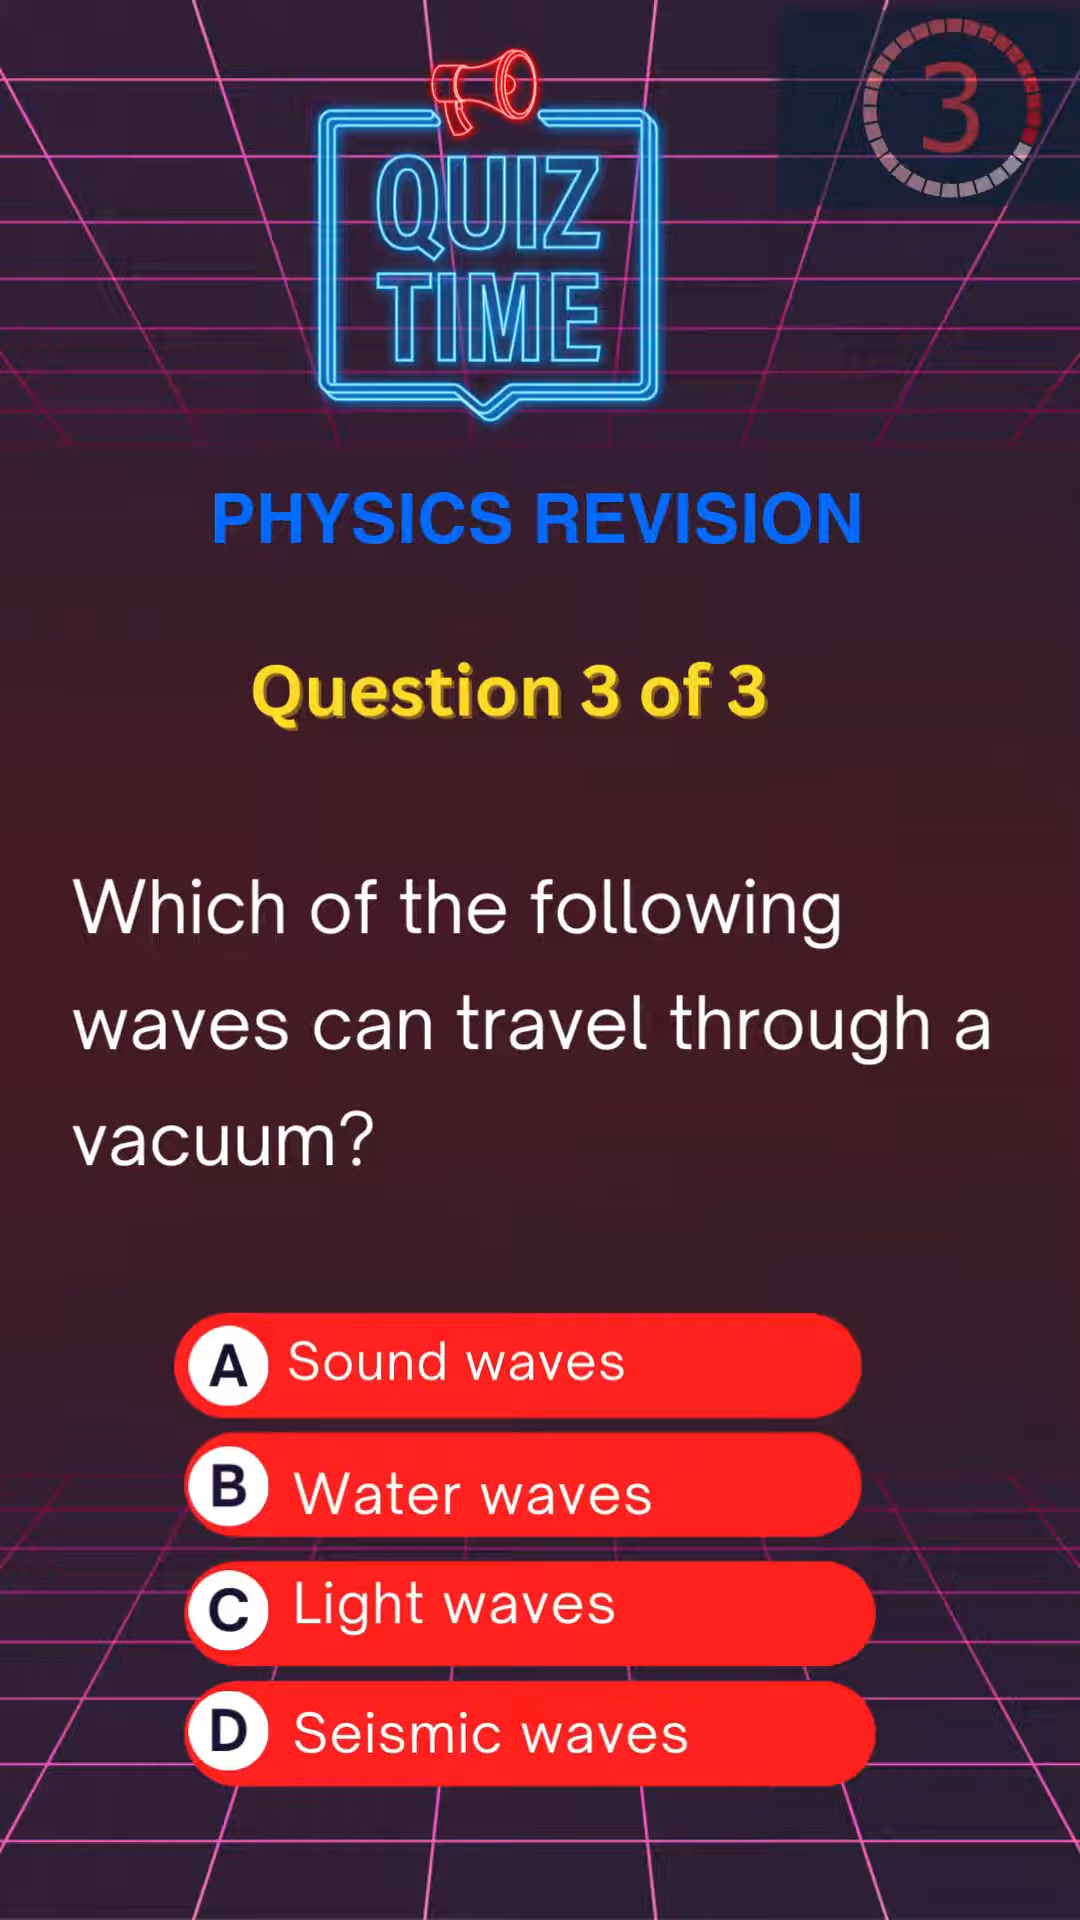 3
QUIZ
TIME
PHYSICS REVISION
Question 3 of 3
Which of the following
waves can travel through a
vacuum?
A Sound waves
B Water waves
C Light waves
D Seismic waves